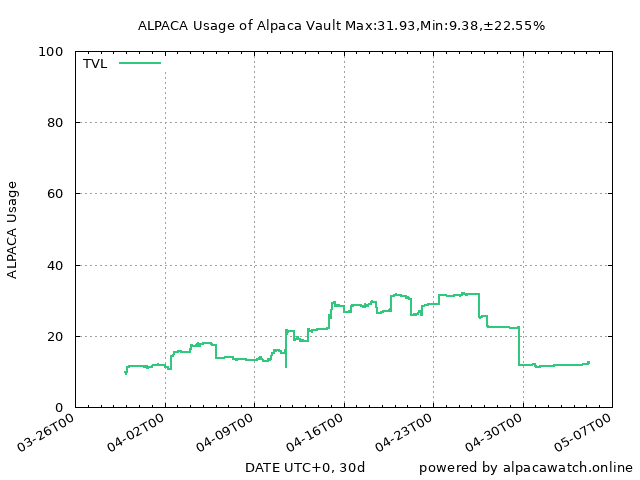 ALPACA Usage of Alpaca Vault Max:31.93,Min:9.38,±22.55%
100
TVL
80
60
40
20
0
ALPACA Usage
03-26T00
04-02T00
04-09T00
04-16T00
04-23T00
04-30T00
05-07T00
DATE UTC+0, 30d
powered by alpacawatch.online